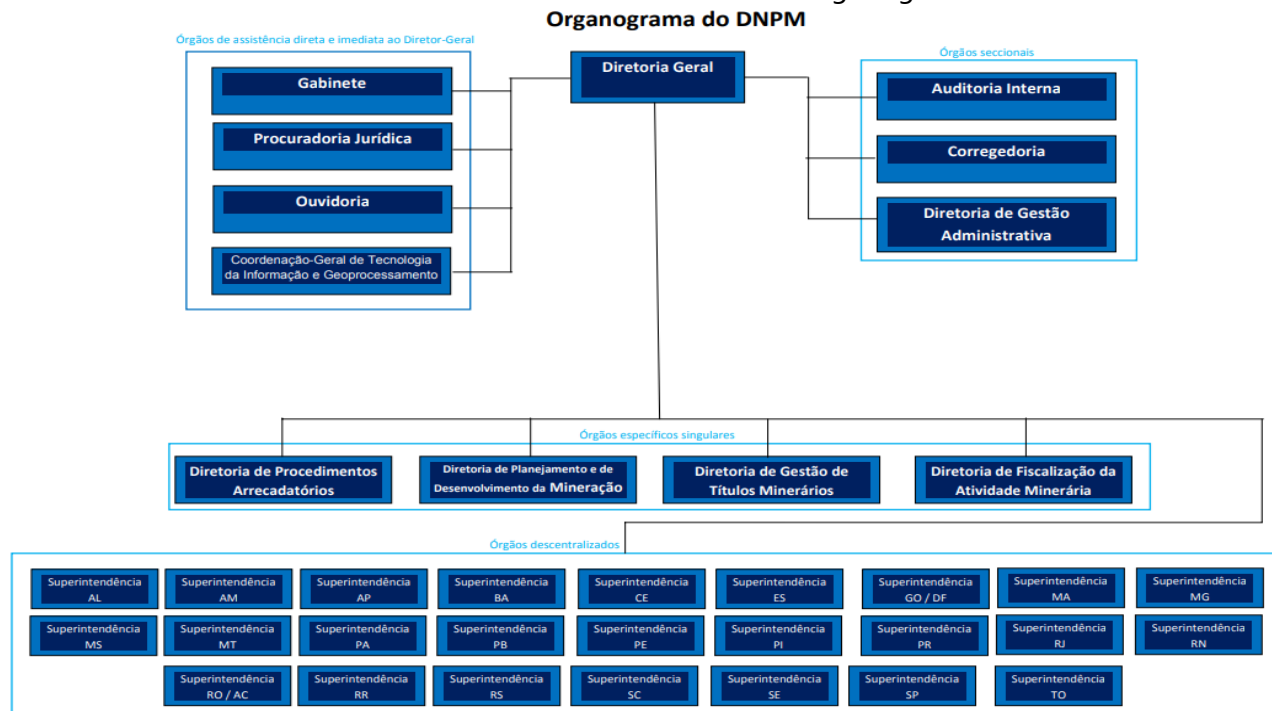 Organograma do DNPM
Órgãos de assistência direta e imediata ao Diretor-Geral
Gabinete
Procuradoria Jurídica
Ouvidoria
Coordenação-Geral de Tecnologia
da Informação e Geoprocessamento
Diretoria Geral
Órgãos seccionais
Auditoria Interna
Corregedoria
Diretoria de Gestão
Administrativa
Órgãos específicos singulares
Diretoria de Procedimentos
Arrecadatórios
Diretoria de Planejamento e de
Desenvolvimento da Mineração
Diretoria de Gestão de
Títulos Minerários
Diretoria de Fiscalização da
Atividade Minerária
Órgãos descentralizados
Superintendência
AL
Superintendência
AM
Superintendência
AP
Superintendência
BA
Superintendência
CE
Superintendência
ES
Superintendência
GO / DF
Superintendência
MA
Superintendência
MG
Superintendência
MS
Superintendência
MT
Superintendência
PA
Superintendência
PB
Superintendência
PE
Superintendência
PI
Superintendência
PR
Superintendência
RJ
Superintendência
RN
Superintendência
RO / AC
Superintendência
RR
Superintendência
RS
Superintendência
SC
Superintendência
SE
Superintendência
SP
Superintendência
TO